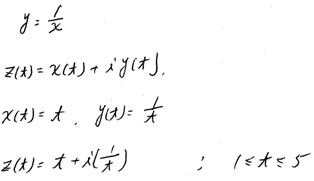 y = 1/x
z(t) = x(t) + i y(t),
x(t) = t, y(t) = 1/t
z(t) = t + i(1/t) ; 1 ≤ t ≤ 5